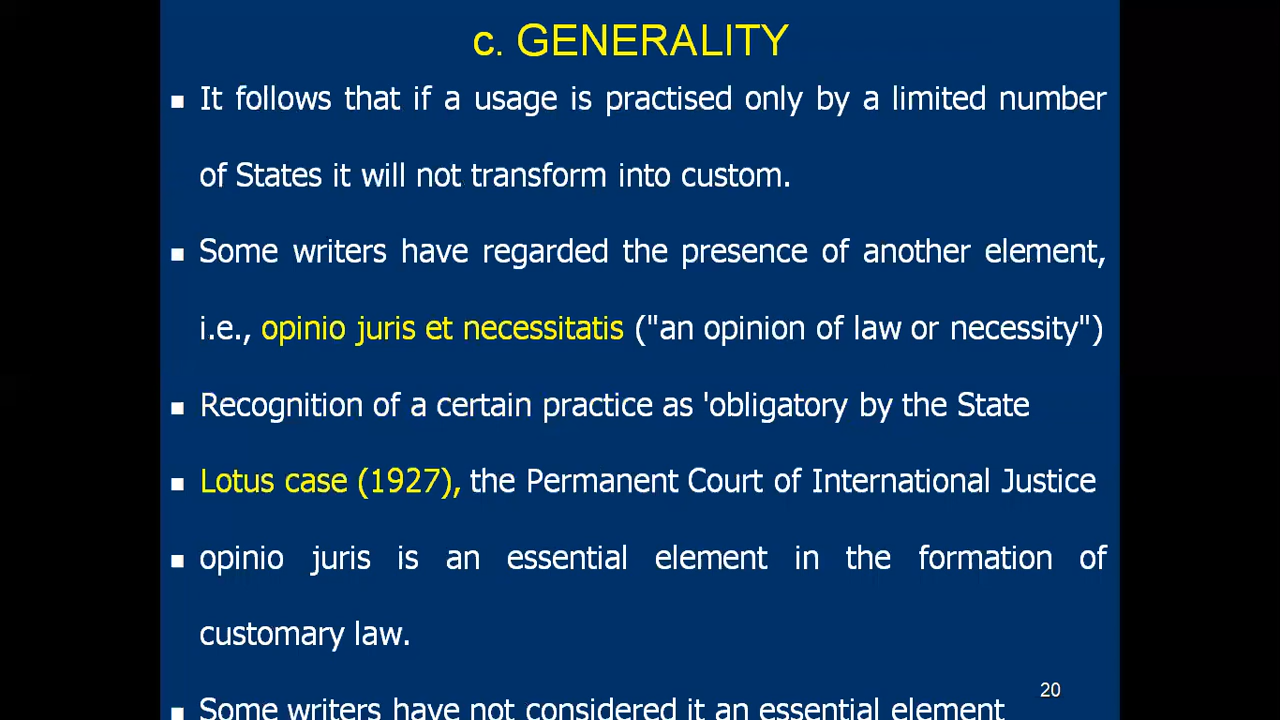 c. GENERALITY
▪ It follows that if a usage is practised only by a limited number
of States it will not transform into custom.
▪ Some writers have regarded the presence of another element,
i.e., opinio juris et necessitatis ("an opinion of law or necessity")
▪ Recognition of a certain practice as 'obligatory by the State
▪ Lotus case (1927), the Permanent Court of International Justice
▪ opinio juris is an essential element in the formation of
customary law.
20
▪ Some writers have not considered it an essential element